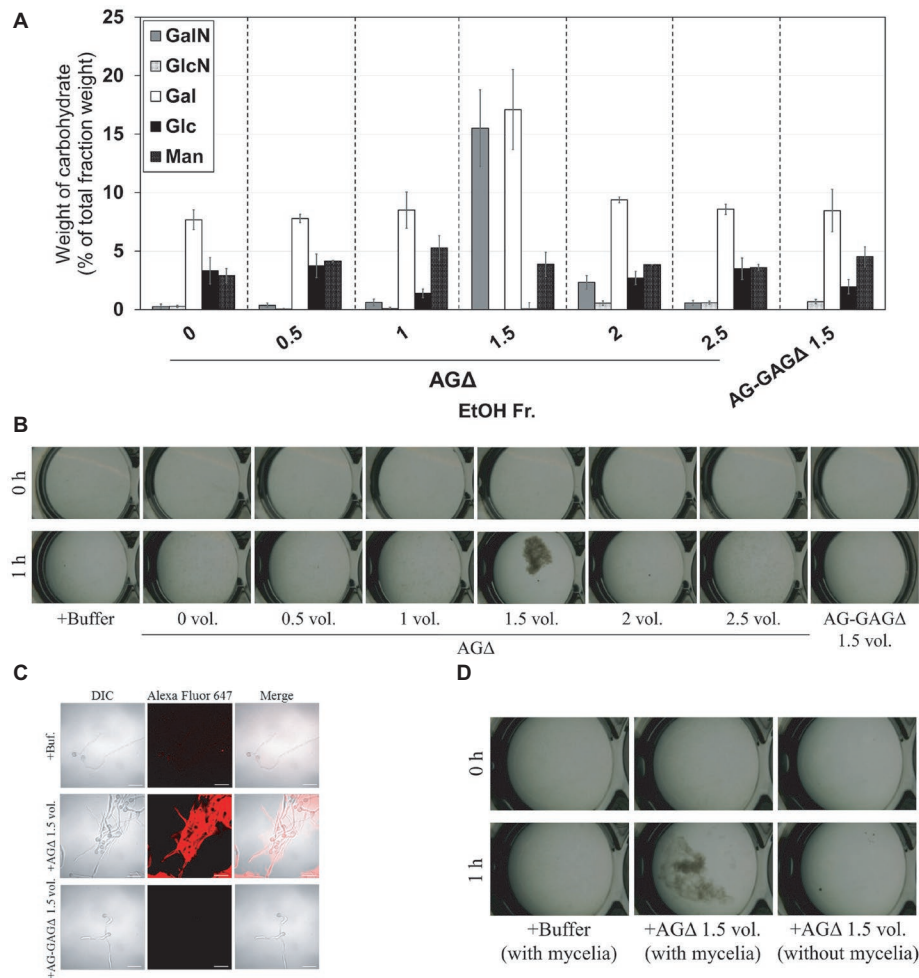 A
Weight of carbohydrate
(% of total fraction weight)
25
20
15
10
5
0
GalN
GlcN
Gal
Glc
Man
0
0.5
1
1.5
2
2.5
AG-GAGΔ 1.5
AGΔ
EtOH Fr.
B
0 h
1 h
+Buffer
0 vol.
0.5 vol.
1 vol.
1.5 vol.
2 vol.
2.5 vol.
AG-GAGΔ
1.5 vol.
AGΔ
C
DIC
Alexa Fluor 647
Merge
+Buf.
+AGΔ 1.5 vol.
+AG-GAGΔ 1.5 vol.
D
0 h
1 h
+Buffer
(with mycelia)
+AGΔ 1.5 vol.
(with mycelia)
+AGΔ 1.5 vol.
(without mycelia)